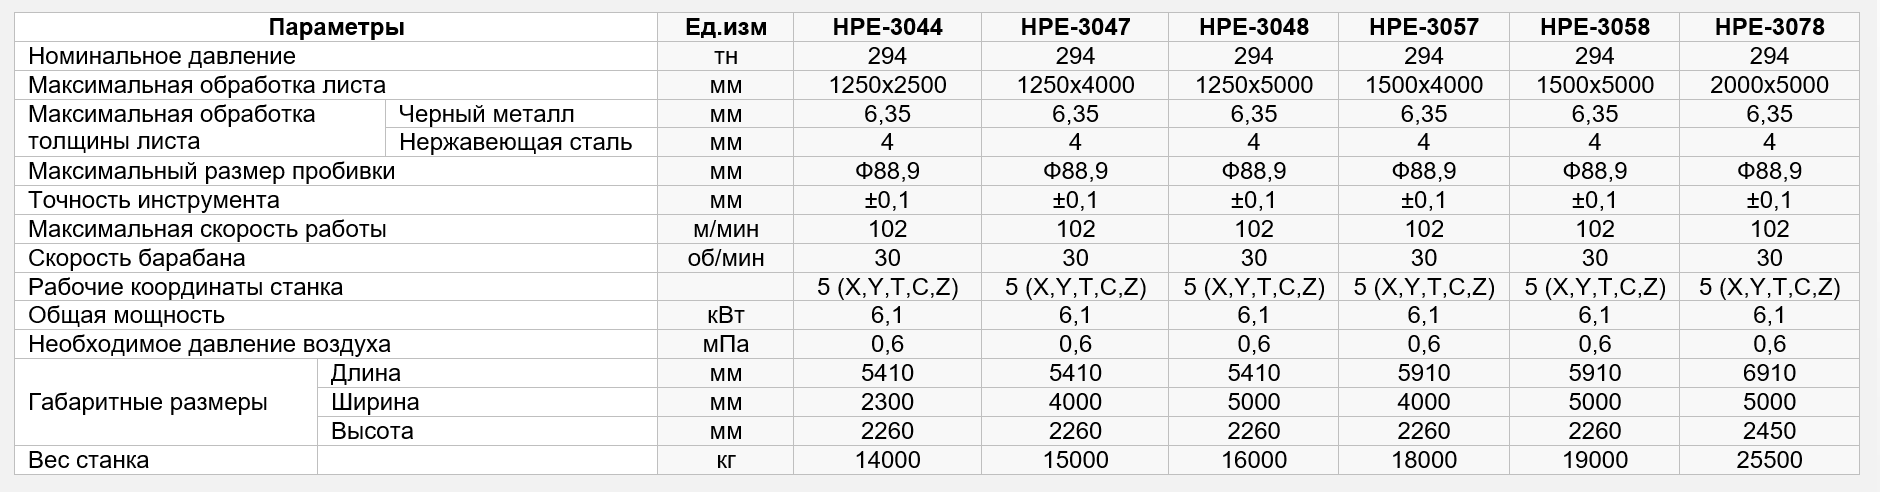 Параметры Ед.изм HPE-3044 HPE-3047 HPE-3048 HPE-3057 HPE-3058 HPE-3078
Номинальное давление тн 294 294 294 294 294 294
Максимальная обработка листа мм 1250x2500 1250x4000 1250x5000 1500x4000 1500x5000 2000x5000
Максимальная обработка толщины листа Черный металл мм 6,35 6,35 6,35 6,35 6,35 6,35
Нержавеющая сталь мм 4 4 4 4 4 4
Максимальный размер пробивки мм Ф88,9 Ф88,9 Ф88,9 Ф88,9 Ф88,9 Ф88,9
Точность инструмента мм ±0,1 ±0,1 ±0,1 ±0,1 ±0,1 ±0,1
Максимальная скорость работы м/мин 102 102 102 102 102 102
Скорость барабана об/мин 30 30 30 30 30 30
Рабочие координаты станка 5 (X,Y,T,C,Z) 5 (X,Y,T,C,Z) 5 (X,Y,T,C,Z) 5 (X,Y,T,C,Z) 5 (X,Y,T,C,Z) 5 (X,Y,T,C,Z)
Общая мощность кВт 6,1 6,1 6,1 6,1 6,1 6,1
Необходимое давление воздуха мПа 0,6 0,6 0,6 0,6 0,6 0,6
Габаритные размеры Длина мм 5410 5410 5410 5910 5910 6910
Ширина мм 2300 4000 5000 4000 5000 5000
Высота мм 2260 2260 2260 2260 2260 2450
Вес станка кг 14000 15000 16000 18000 19000 25500